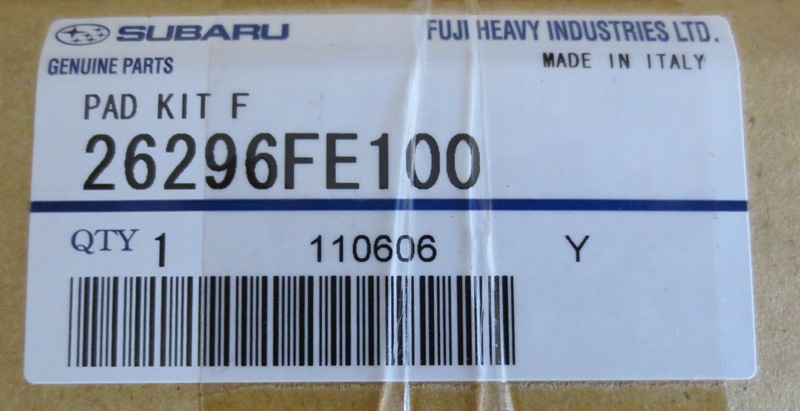 SUBARU FUJI HEAVY INDUSTRIES LTD.
GENUINE PARTS MADE IN ITALY
PAD KIT F
26296FE100
QTY 1 110606 Y